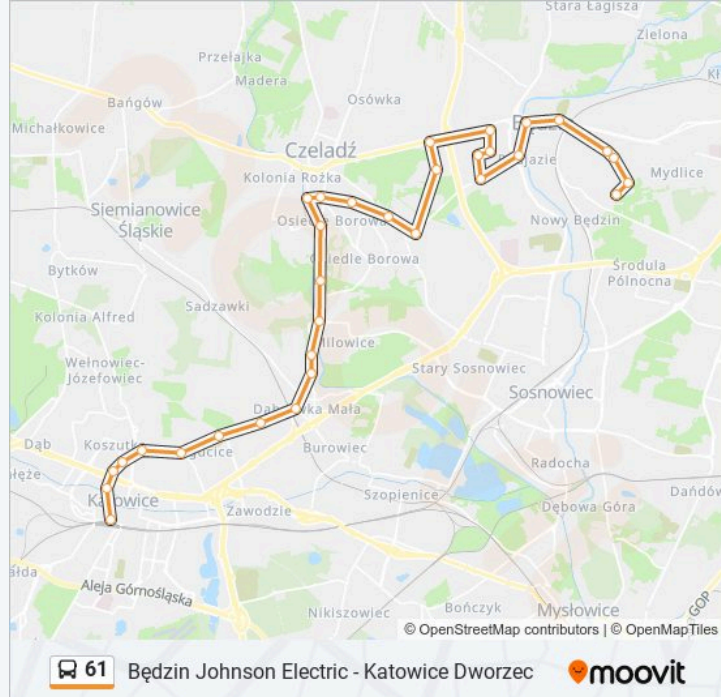 Stara Łagisza
Zielona
Przełajka
Madera
Osówka
Bańgów
Michałkowice
Czeladź
Kolonia Rożka
Mydlice
Siemianowice
Śląskie
Osiedle Borowa
Nowy Będzin
Bytków
Osiedle Borowa
Środula
Północna
Sadzawki
Kolonia Alfred
Milowice
Wełnowiec-
Józefowiec
Stary Sosnowiec
Sosnowiec
Dąbrówka Mała
Dąb
Koszutka
Burowiec
Radocha
Szopienice
Katowice
Zawodzie
Dębowa Góra
Aleja Górnośląska
Nikiszowiec
Bończyk
Mysłowice
© OpenStreetMap contributors | © OpenMapTiles
61 Będzin Johnson Electric - Katowice Dworzec moovit